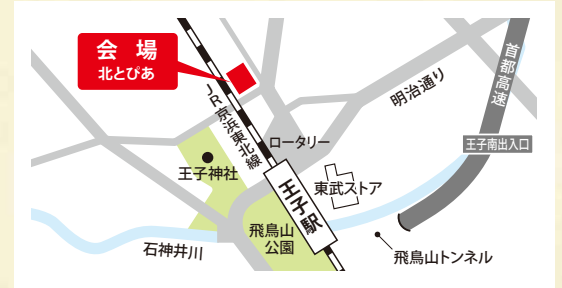 会場
北とぴあ
JR京浜東北線
明治通り
首都高速
ロータリー
王子南出入口
王子神社
王子駅
東武ストア
飛鳥山
公園
石神井川
飛鳥山トンネル